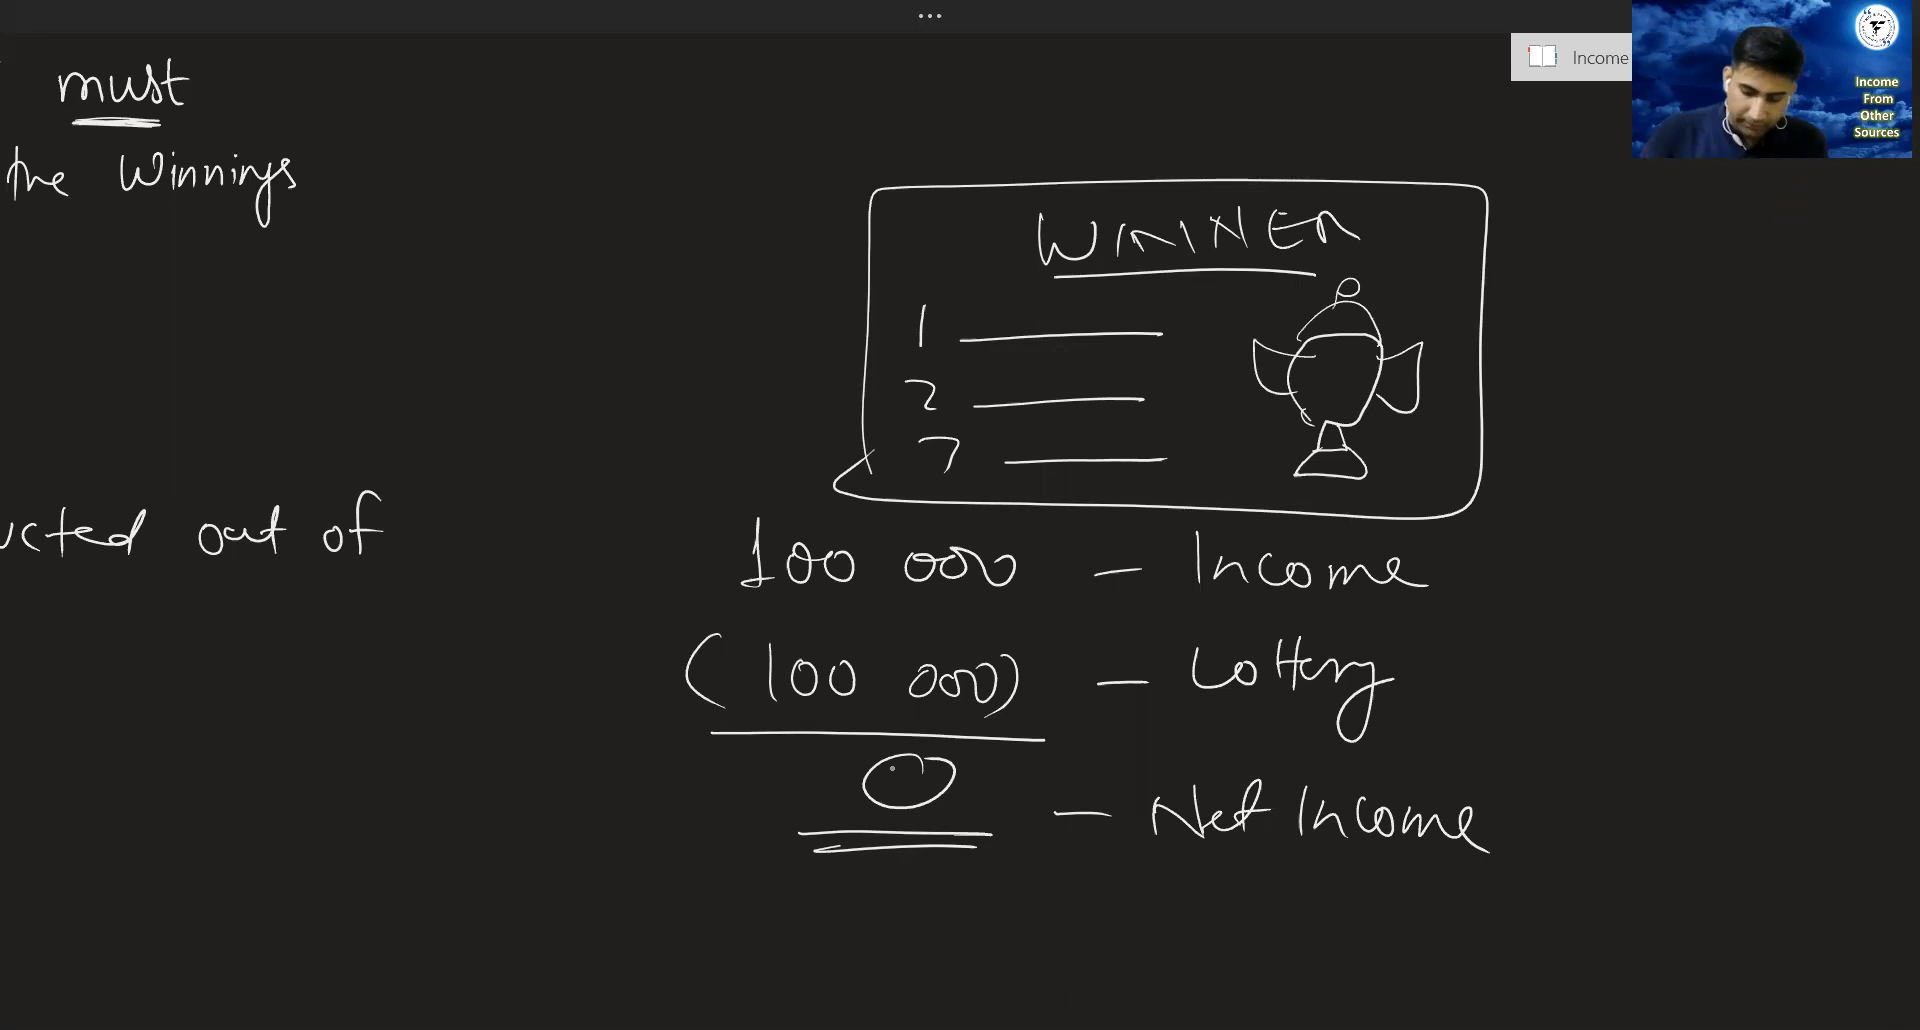 ...
must
Income
Income
From
Other
Sources
the Winnings
WINNER
1
2
7
ucted out of
100 000 — Income
(100 000) — Lottery
0 — Net Income